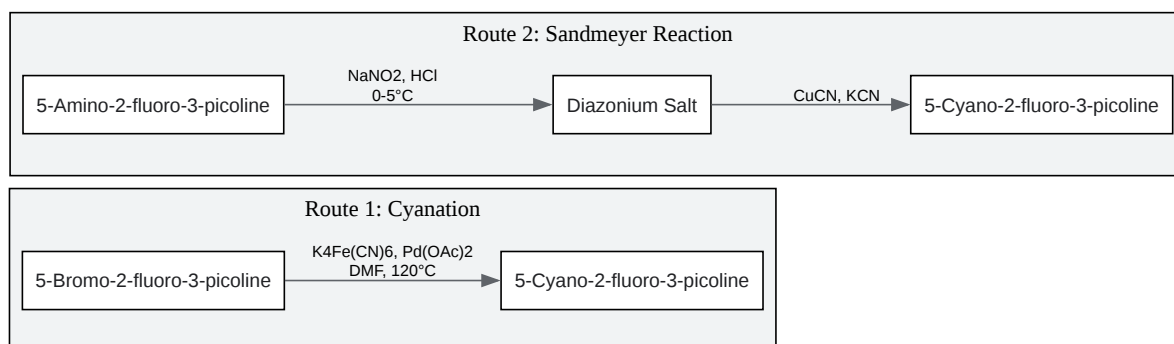 Route 2: Sandmeyer Reaction
5-Amino-2-fluoro-3-picoline
NaNO2, HCl
0-5°C
Diazonium Salt
CuCN, KCN
5-Cyano-2-fluoro-3-picoline
Route 1: Cyanation
5-Bromo-2-fluoro-3-picoline
K4Fe(CN)6, Pd(OAc)2
DMF, 120°C
5-Cyano-2-fluoro-3-picoline